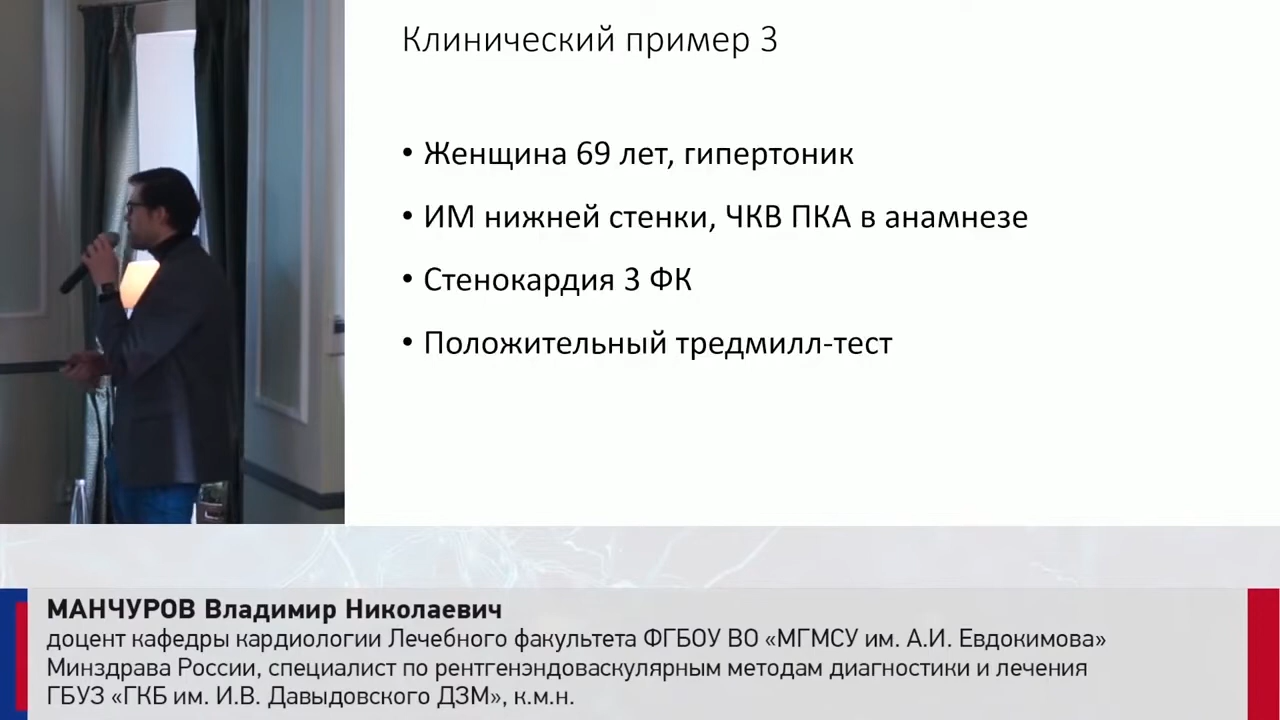 Клинический пример 3
• Женщина 69 лет, гипертоник
• ИМ нижней стенки, ЧКВ ПКА в анамнезе
• Стенокардия 3 ФК
• Положительный тредмилл-тест
МАНЧУРОВ Владимир Николаевич
доцент кафедры кардиологии Лечебного факультета ФГБОУ ВО «МГМСУ им. А.И. Евдокимова»
Минздрава России, специалист по рентгенэндоваскулярным методам диагностики и лечения
ГБУЗ «ГКБ им. И.В. Давыдовского ДЗМ», к.м.н.